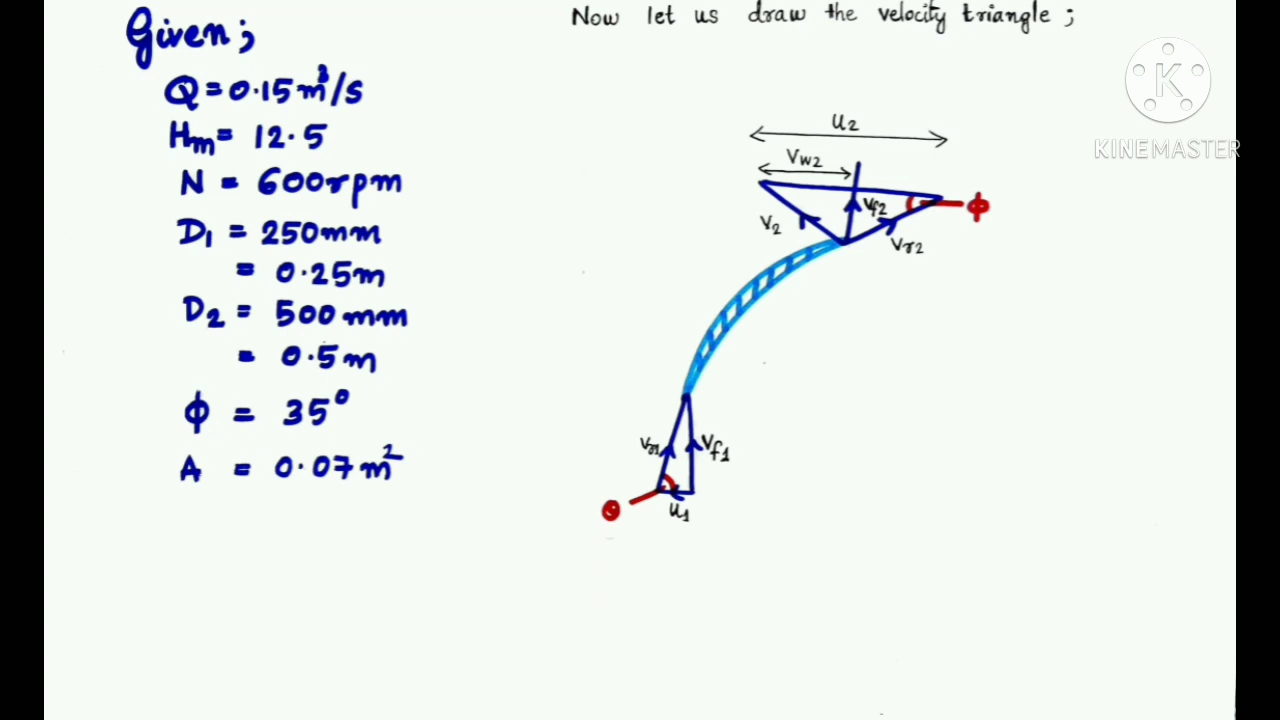 Now let us draw the velocity triangle ;
Given ;
Q = 0.15 m³/s
Hm = 12.5
N = 600 rpm
D₁ = 250 mm
= 0.25 m
D₂ = 500 mm
= 0.5 m
ϕ = 35°
A = 0.07 m²
K
KINEMASTER
u₂
Vw₂
V₂
Vf₂
Vr₂
ϕ
Vr1
Vf₁
u₁
θ